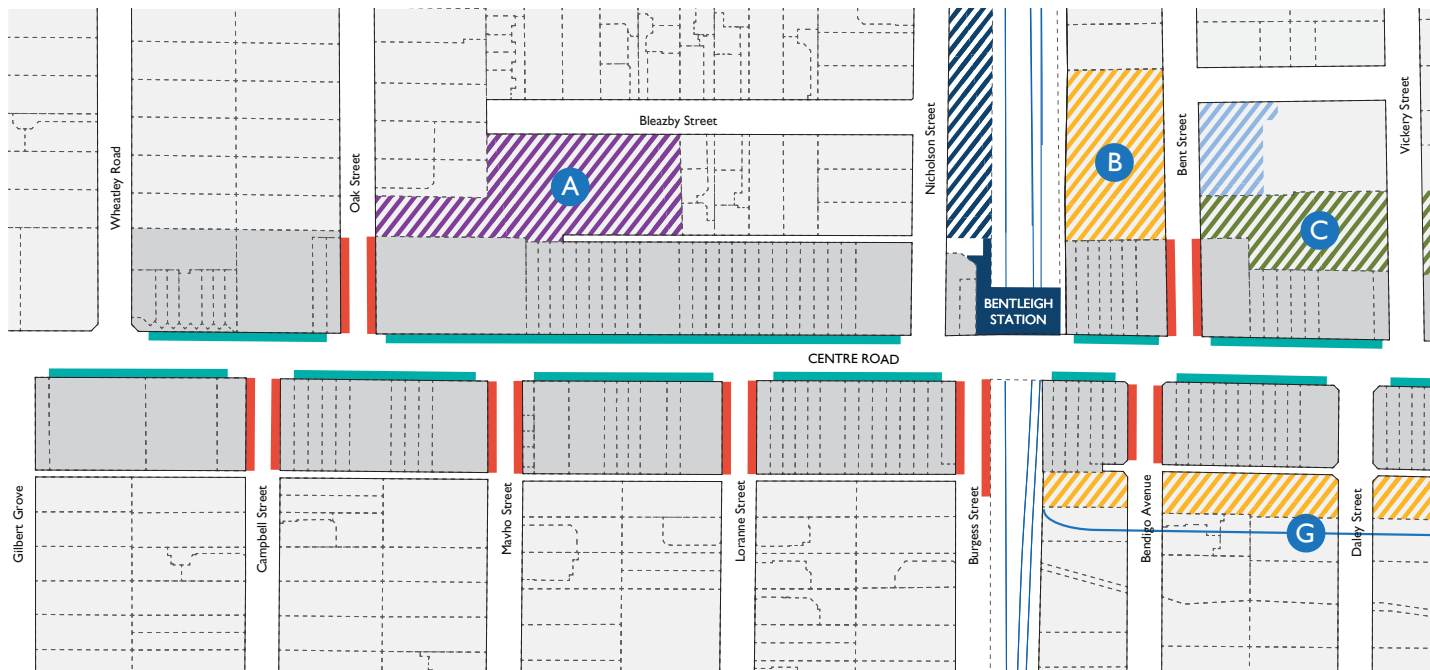 Bleazby Street
Wheatley Road
Oak Street
A
Nicholson Street
B
Bent Street
Vickery Street
C
BENTLEIGH
STATION
CENTRE ROAD
Gilbert Grove
Campbell Street
Mavho Street
Loranne Street
Burgess Street
Bendigo Avenue
G
Daley Street